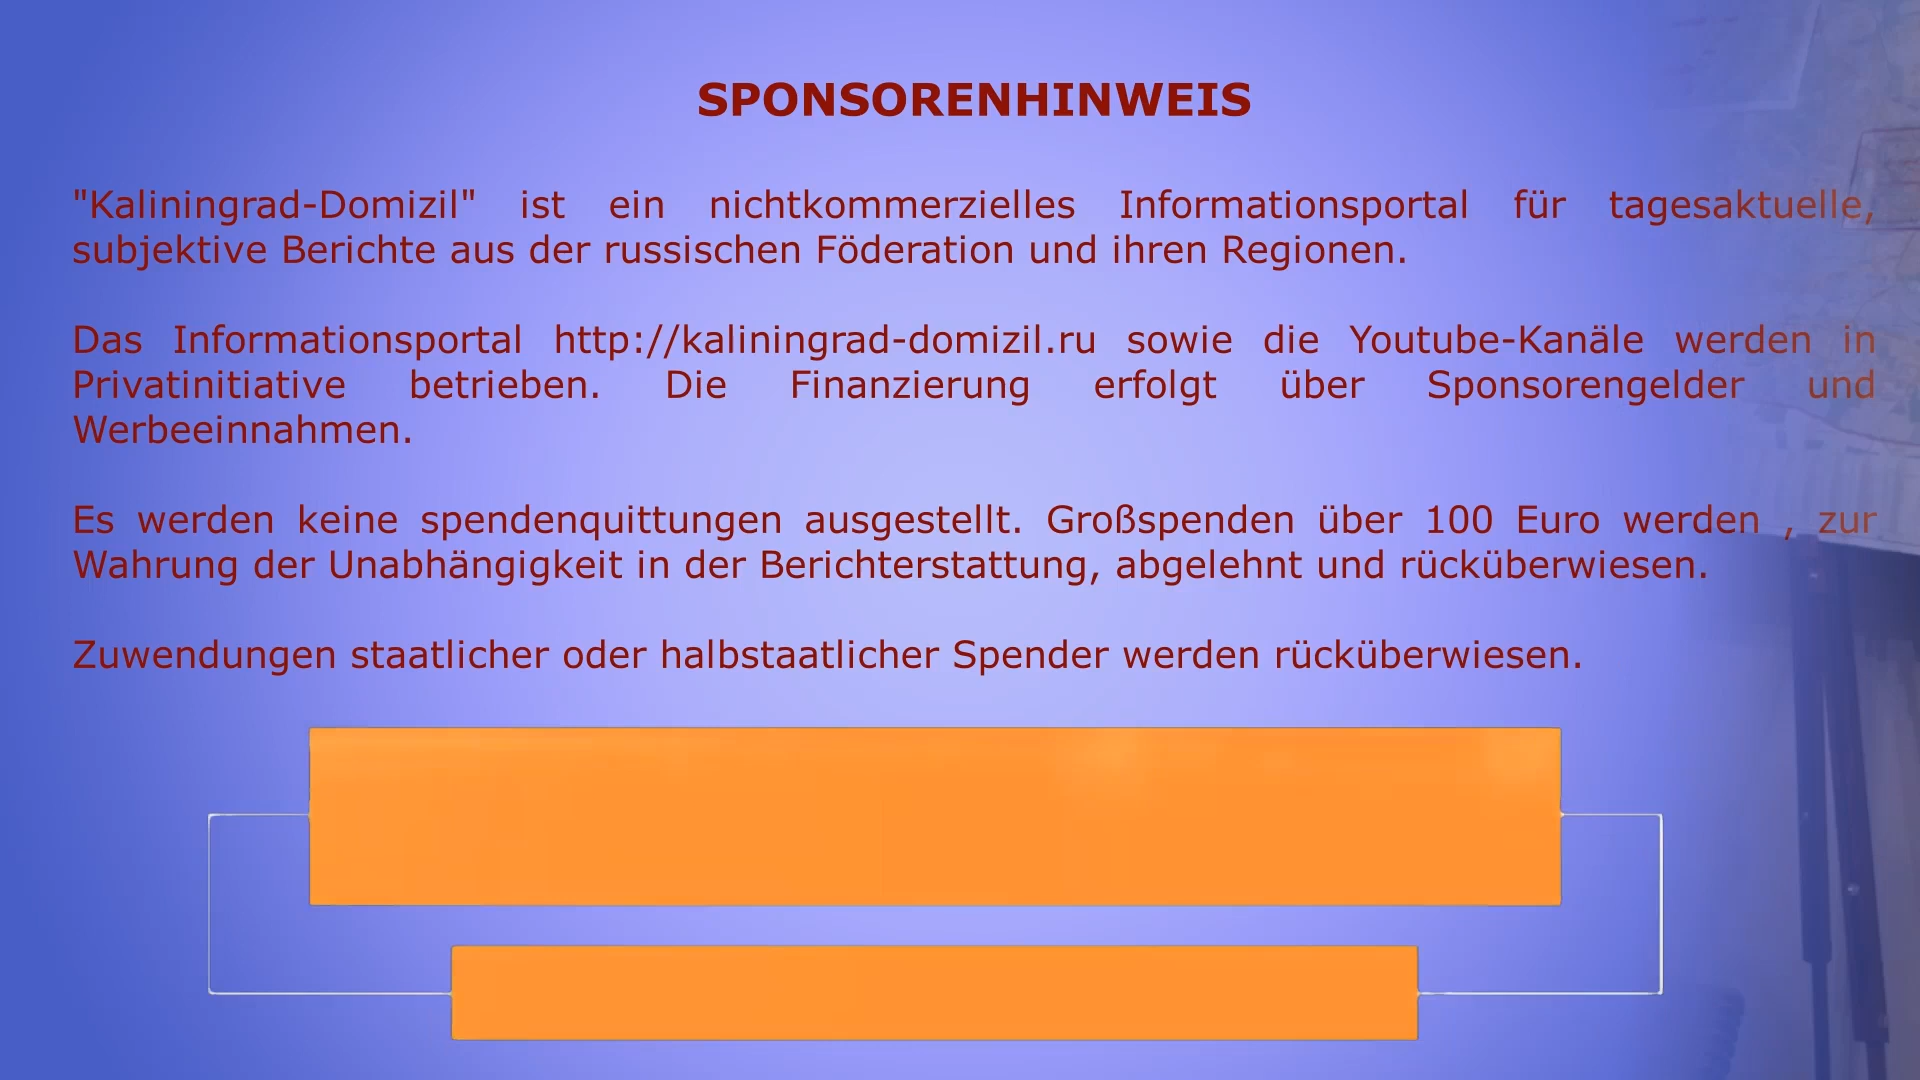 SPONSORENHINWEIS
"Kaliningrad-Domizil" ist ein nichtkommerzielles Informationsportal für tagesaktuelle,
subjektive Berichte aus der russischen Föderation und ihren Regionen.
Das Informationsportal http://kaliningrad-domizil.ru sowie die Youtube-Kanäle werden in
Privatinitiative betrieben. Die Finanzierung erfolgt über Sponsorengelder und
Werbeeinnahmen.
Es werden keine spendenquittungen ausgestellt. Großspenden über 100 Euro werden , zur
Wahrung der Unabhängigkeit in der Berichterstattung, abgelehnt und rücküberwiesen.
Zuwendungen staatlicher oder halbstaatlicher Spender werden rücküberwiesen.